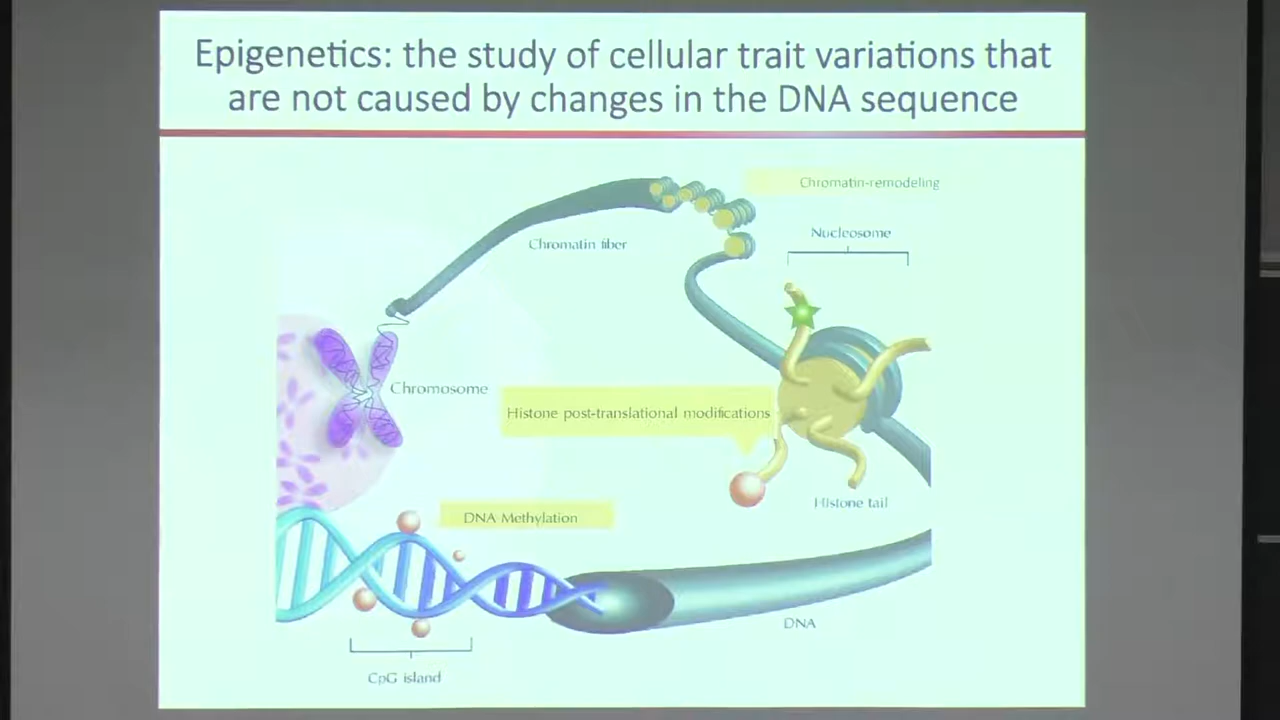 Epigenetics: the study of cellular trait variations that
are not caused by changes in the DNA sequence
Chromatin-remodeling
Nucleosome
Chromatin fiber
Chromosome
Histone post-translational modifications
Histone tail
DNA Methylation
DNA
CpG island